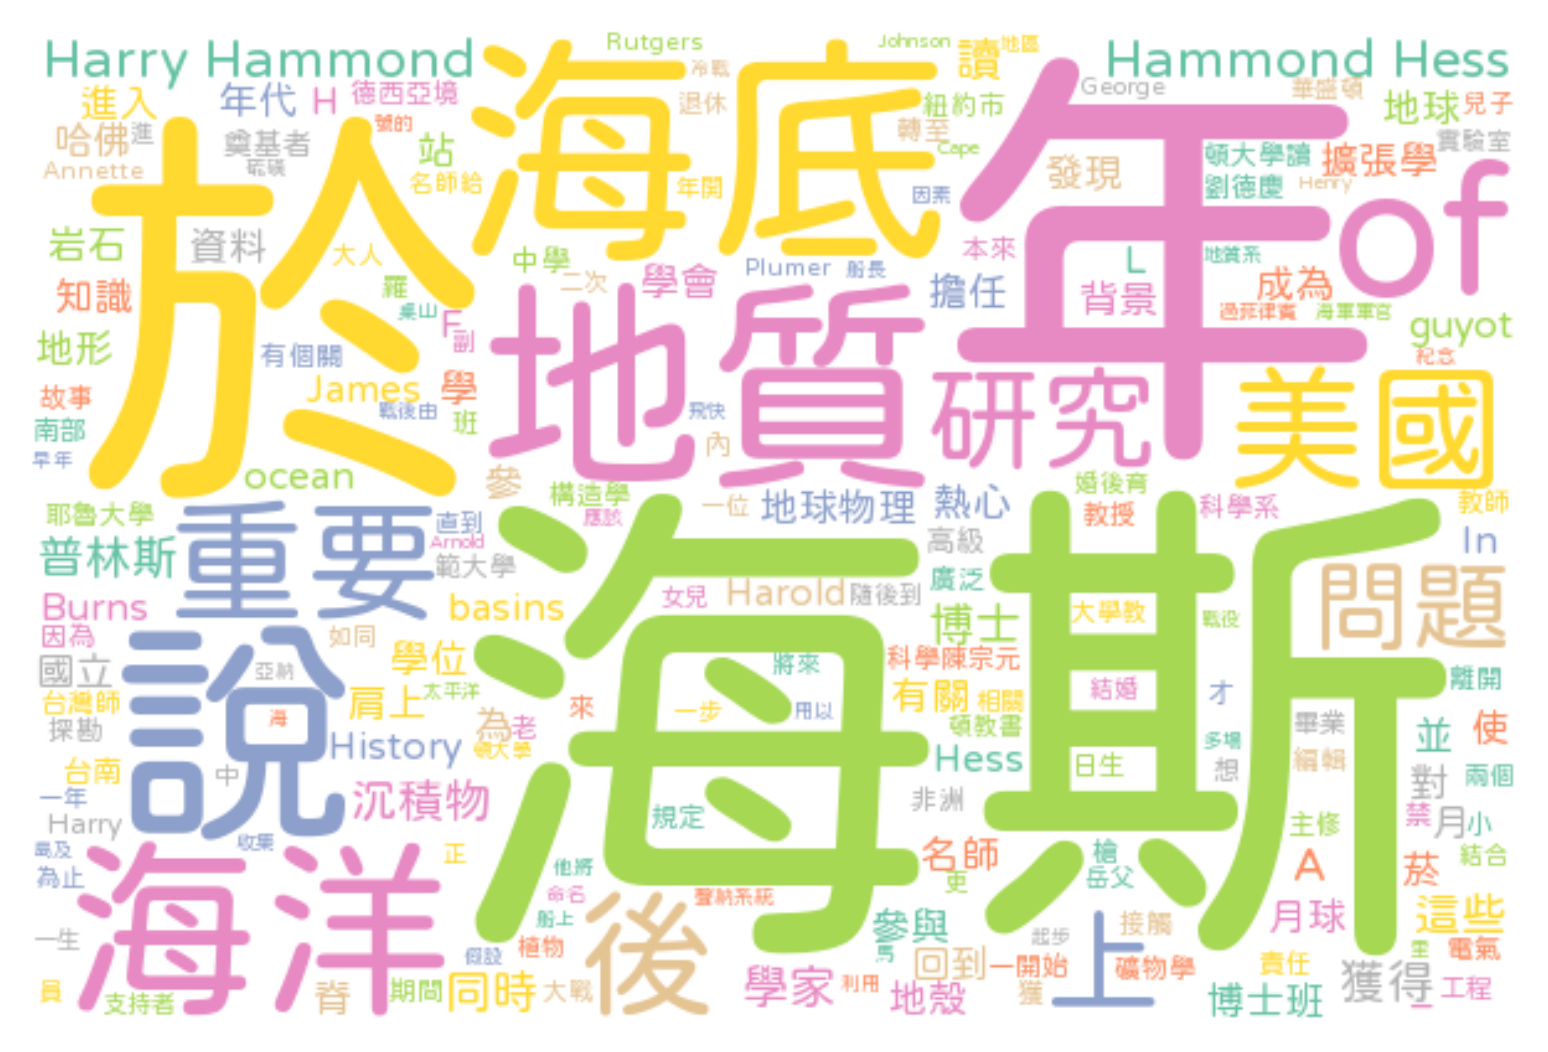 Harry Hammond
Rutgers
Johnson
地區
Hammond Hess
讀
海底
冷戰
年
George
華盛頓
進入
年代
H
德西亞境
退休
紐約市
地球
兒子
號的
哈佛
進
奠基者
站
轉至
實驗室
Annette
硫磺
名師給
年開
Cape
因素
發現
頓大學讀
擴張學
劉德慶
Henry
於
of
岩石
資料
大人
中學
二次
學會
Plumer
船長
本來
L
地質系
知識
羅
桌山
F
副
地質
擔任
背景
成為
過菲律賓
海軍軍官
guyot
地形
有個關
James
學
研究
美國
紀念
故事
戰後由
班
飛快
內
南部
早年
ocean
參
構造學
應該
一位
地球物理
熱心
婚後育
教授
科學系
教師
耶魯大學
重要
直到
Arnold
範大學
海斯
高級
In
普林斯
廣泛
問題
Burns
basins
女兒
Harold
隨後到
博士
大學教
戰役
因為
如同
說
學位
國立
亞納
將來
科學陳宗元
結婚
才
離開
台灣師
海
肩上
太平洋
為
老
來
一步
用以
有關
相關
頓教書
畢業
並
使
探勘
History
頓大學
Hess
日生
多場
想
編輯
台南
中
對
兩個
一年
沉積物
規定
非洲
主修
禁
月
小
Harry
收集
島及
海洋
正
他將
名師
槍
A
菸
結合
為止
命名
聲納系統
更
岳父
後
船上
參與
馬
上
接觸
月球
這些
一生
植物
起步
里
電氣
假設
回到
一開始
礦物學
責任
員
支持者
脊
期間
同時
大戰
學家
利用
地殼
獲
博士班
獲得
工程
一